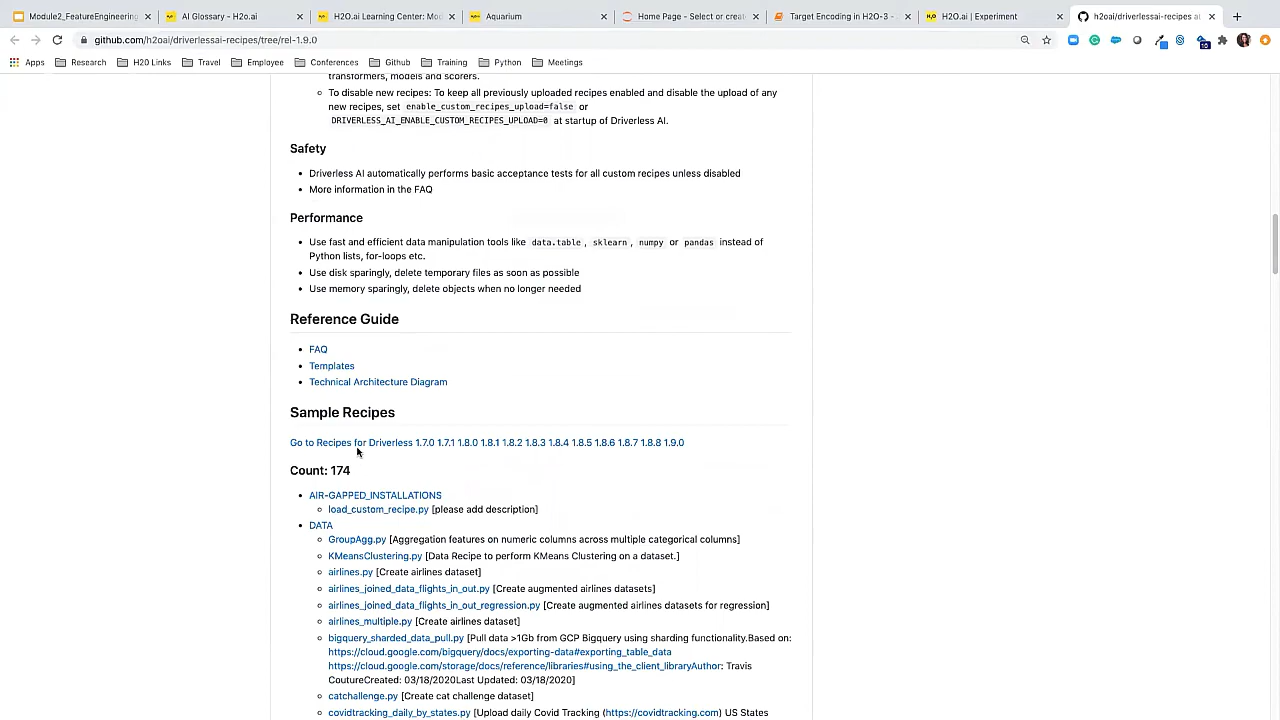 Module2_FeatureEngineering
AI Glossary - H2o.ai
H2O.ai Learning Center: Mod
Aquarium
Home Page - Select or create
Target Encoding in H2O-3 -
H2O.ai | Experiment
h2oai/driverlessai-recipes at
github.com/h2oai/driverlessai-recipes/tree/rel-1.9.0
Apps Research H20 Links Travel Employee Conferences Github Training Python Meetings
transformers, models and scorers.
To disable new recipes: To keep all previously uploaded recipes enabled and disable the upload of any
new recipes, set enable_custom_recipes_upload=false or
DRIVERLESS_AI_ENABLE_CUSTOM_RECIPES_UPLOAD=0 at startup of Driverless AI.
Safety
Driverless AI automatically performs basic acceptance tests for all custom recipes unless disabled
More information in the FAQ
Performance
Use fast and efficient data manipulation tools like data.table, sklearn, numpy or pandas instead of
Python lists, for-loops etc.
Use disk sparingly, delete temporary files as soon as possible
Use memory sparingly, delete objects when no longer needed
Reference Guide
FAQ
Templates
Technical Architecture Diagram
Sample Recipes
Go to Recipes for Driverless 1.7.0 1.7.1 1.8.0 1.8.1 1.8.2 1.8.3 1.8.4 1.8.5 1.8.6 1.8.7 1.8.8 1.9.0
Count: 174
AIR-GAPPED_INSTALLATIONS
load_custom_recipe.py [please add description]
DATA
GroupAgg.py [Aggregation features on numeric columns across multiple categorical columns]
KMeansClustering.py [Data Recipe to perform KMeans Clustering on a dataset.]
airlines.py [Create airlines dataset]
airlines_joined_data_flights_in_out.py [Create augmented airlines datasets]
airlines_joined_data_flights_in_out_regression.py [Create augmented airlines datasets for regression]
airlines_multiple.py [Create airlines dataset]
bigquery_sharded_data_pull.py [Pull data >1Gb from GCP Bigquery using sharding functionality.Based on:
https://cloud.google.com/bigquery/docs/exporting-data#exporting_table_data
https://cloud.google.com/storage/docs/reference/libraries#using_the_client_libraryAuthor: Travis
CoutureCreated: 03/18/2020Last Updated: 03/18/2020]
catchallenge.py [Create cat challenge dataset]
covidtracking_daily_by_states.py [Upload daily Covid Tracking (https://covidtracking.com) US States